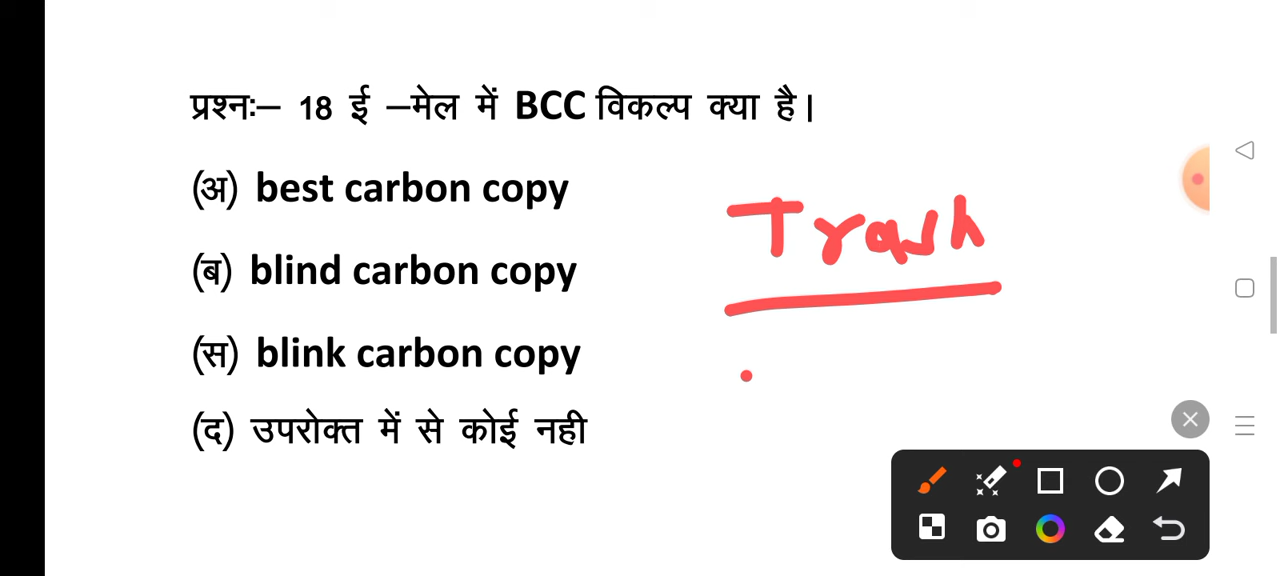 प्रश्नः– 18 ई –मेल में BCC विकल्प क्या है।
(अ) best carbon copy
Trash
(ब) blind carbon copy
(स) blink carbon copy
(द) उपरोक्त में से कोई नही